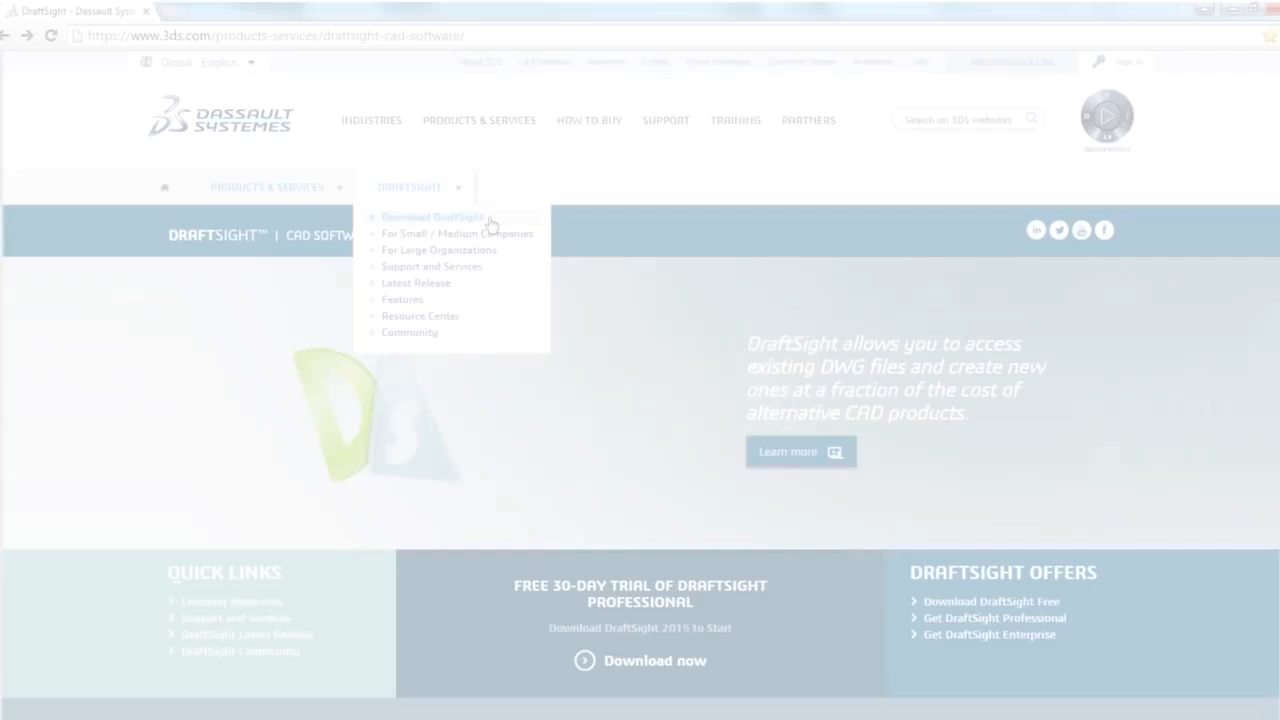 DraftSight - Dassault Syst
https://www.3ds.com/products-services/draftsight-cad-software/
Global - English
Sign in
DASSAULT
SYSTEMES
INDUSTRIES PRODUCTS & SERVICES HOW TO BUY SUPPORT TRAINING PARTNERS
Search on 3DS websites
PRODUCTS & SERVICES DRAFTSIGHT
DRAFTSIGHT™ | CAD SOFTW
Download DraftSight
For Small / Medium Companies
For Large Organizations
Support and Services
Latest Release
Features
Resource Center
Community
DraftSight allows you to access
existing DWG files and create new
ones at a fraction of the cost of
alternative CAD products.
Learn more
QUICK LINKS
Support and Services
DraftSight Latest Release
DraftSight Community
FREE 30-DAY TRIAL OF DRAFTSIGHT
PROFESSIONAL
Download DraftSight 2015 to Start
Download now
DRAFTSIGHT OFFERS
Download DraftSight Free
Get DraftSight Professional
Get DraftSight Enterprise